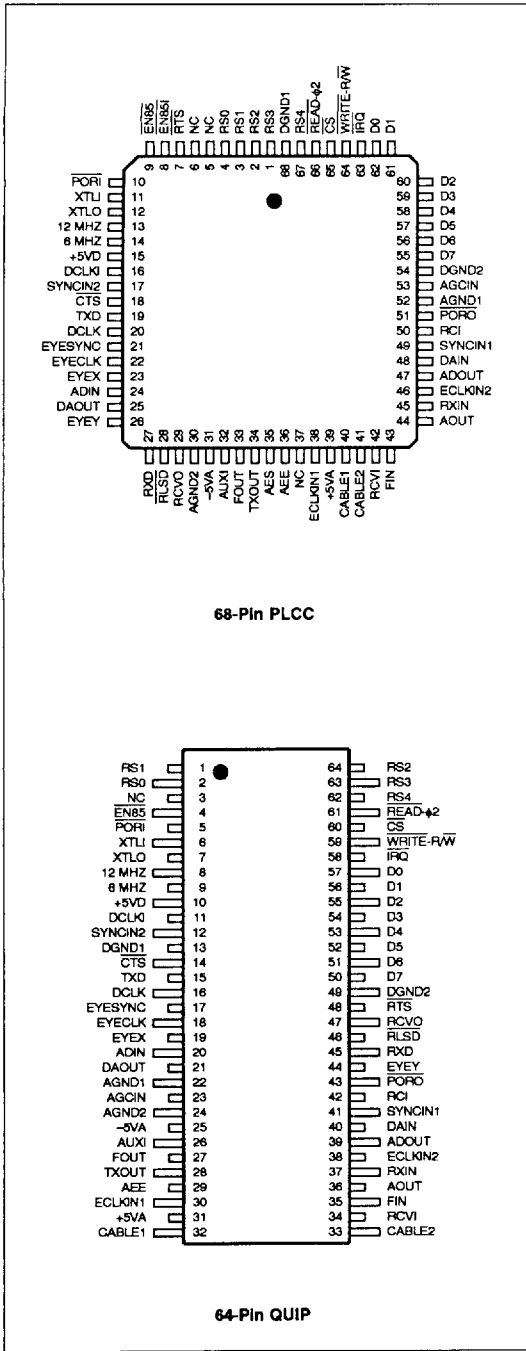 EN85 EN85I RTS NC NC RS0 RS1 RS2 RS3 DGND1 RS4 READ-ϕ2 CS WRITE-R/W IRQ D0 D1
9 8 7 6 5 4 3 2 1 68 67 66 65 64 63 62 61
PORI 10 60 D2
XTLI 11 59 D3
XTLO 12 58 D4
12 MHZ 13 57 D5
6 MHZ 14 56 D6
+5VD 15 55 D7
DCLKI 16 54 DGND2
SYNCIN2 17 53 AGCIN
CTS 18 52 AGND1
TXD 19 51 PORO
DCLK 20 50 RCI
EYESYNC 21 49 SYNCIN1
EYECLK 22 48 DAIN
EYEX 23 47 ADOUT
ADIN 24 46 ECLKIN2
DAOUT 25 45 RXIN
EYEY 26 44 AOUT
27 28 29 30 31 32 33 34 35 36 37 38 39 40 41 42 43
RXD RLSD RCVO AGND2 -5VA AUXI FOUT TXOUT AES AEE NC ECLKIN1 +5VA CABLE1 CABLE2 RCVI FIN
68-Pin PLCC
RS1 1 64 RS2
RS0 2 63 RS3
NC 3 62 RS4
EN85 4 61 READ-ϕ2
PORI 5 60 CS
XTLI 6 59 WRITE-R/W
XTLO 7 58 IRQ
12 MHZ 8 57 D0
6 MHZ 9 56 D1
+5VD 10 55 D2
DCLKI 11 54 D3
SYNCIN2 12 53 D4
DGND1 13 52 D5
CTS 14 51 D6
TXD 15 50 D7
DCLK 16 49 DGND2
EYESYNC 17 48 RTS
EYECLK 18 47 RCVO
EYEX 19 46 RLSD
ADIN 20 45 RXD
DAOUT 21 44 EYEY
AGND1 22 43 PORO
AGCIN 23 42 RCI
AGND2 24 41 SYNCIN1
-5VA 25 40 DAIN
AUXI 26 39 ADOUT
FOUT 27 38 ECLKIN2
TXOUT 28 37 RXIN
AEE 29 36 AOUT
ECLKIN1 30 35 FIN
+5VA 31 34 RCVI
CABLE1 32 33 CABLE2
64-Pin QUIP